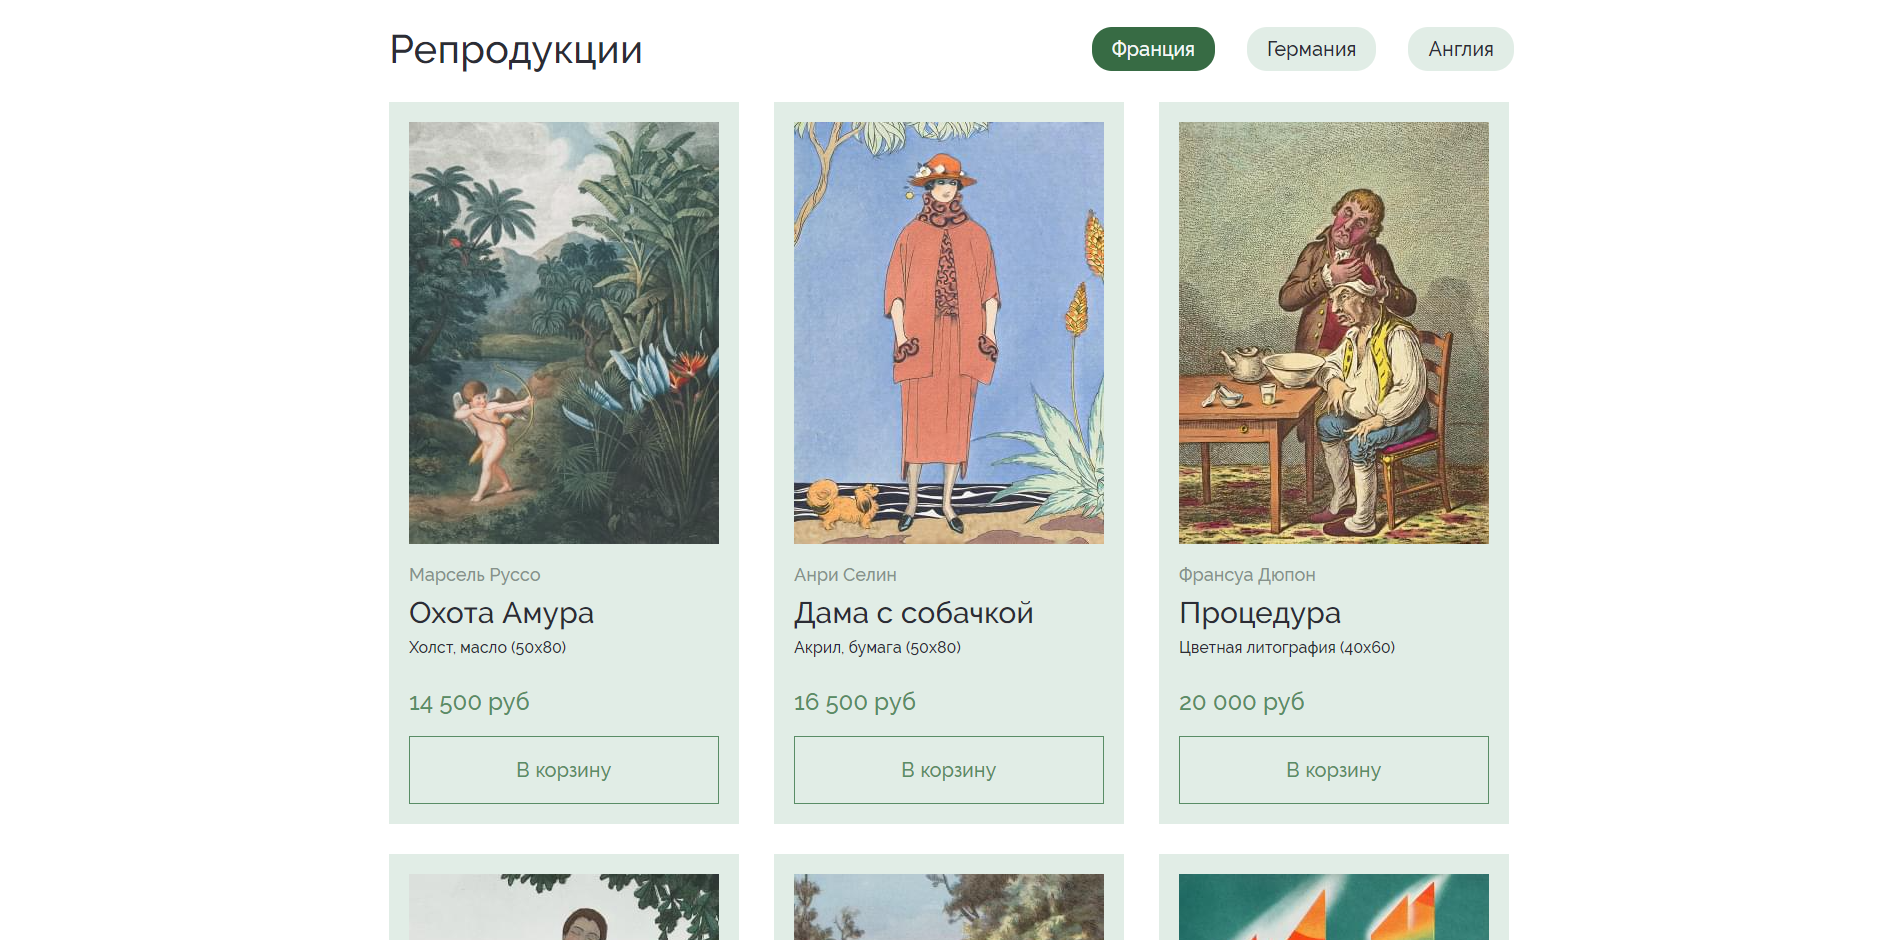 Репродукции
Франция
Германия
Англия
Марсель Руссо
Охота Амура
Холст, масло (50x80)
14 500 руб
В корзину
Анри Селин
Дама с собачкой
Акрил, бумага (50x80)
16 500 руб
В корзину
Франсуа Дюпон
Процедура
Цветная литография (40x60)
20 000 руб
В корзину